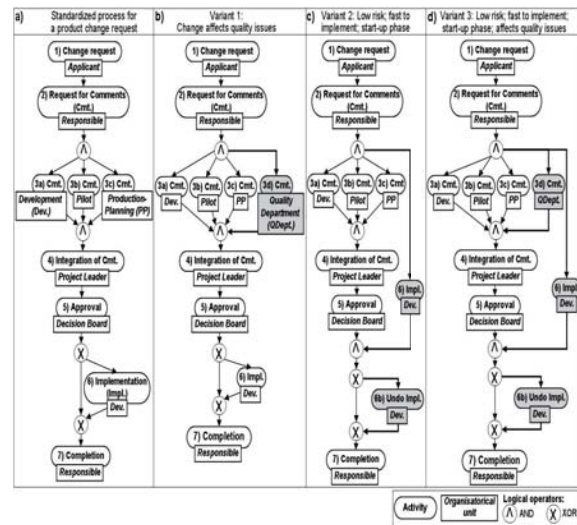 a)
Standardized process for
a product change request
1) Change request
Applicant
2) Request for Comments
(Cmt.)
Responsible
Λ
3a) Cmt.
3b) Cmt.
3c) Cmt.
Development
(Dev.)
Pilot
Production-
Planning (PP)
Λ
4) Integration of Cmt.
Project Leader
5) Approval
Decision Board
X
6) Implementation
(Impl.)
Dev.
X
7) Completion
Responsible
b)
Variant 1:
Change affects quality issues
1) Change request
Applicant
2) Request for Comments
(Cmt.)
Responsible
Λ
3a) Cmt.
3b) Cmt.
3c) Cmt.
3d) Cmt.
Dev.
Pilot
PP
Quality
Department
(QDept.)
Λ
4) Integration of Cmt.
Project Leader
5) Approval
Decision Board
X
6) Impl.
Dev.
X
7) Completion
Responsible
c)
Variant 2: Low risk; fast to
implement; start-up phase
1) Change request
Applicant
2) Request for Comments
(Cmt.)
Responsible
Λ
3a) Cmt.
3b) Cmt.
3c) Cmt
Dev.
Pilot
PP
Λ
4) Integration of Cmt.
Project Leader
6) Impl.
Dev.
5) Approval
Decision Board
Λ
X
6b) Undo Impl.
Dev.
X
7) Completion
Responsible
d)
Variant 3: Low risk; fast to implement;
start-up phase; affects quality issues
1) Change request
Applicant
2) Request for Comments
(Cmt.)
Responsible
Λ
3a) Cmt.
3b) Cmt.
3c) Cmt.
3d) Cmt.
Dev.
Pilot
PP
QDept.
Λ
4) Integration of Cmt.
Project Leader
6) Impl.
Dev.
5) Approval
Decision Board
Λ
X
6b) Undo Impl.
Dev.
X
7) Completion
Responsible
Activity
Organisatorical
unit
Logical operators:
Λ AND X XOR